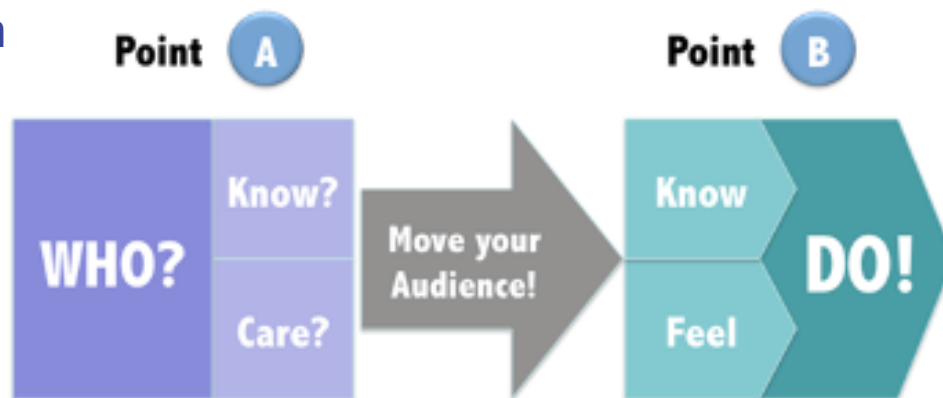 Point A
Point B
WHO?
Know?
Care?
Move your
Audience!
Know
Feel
DO!